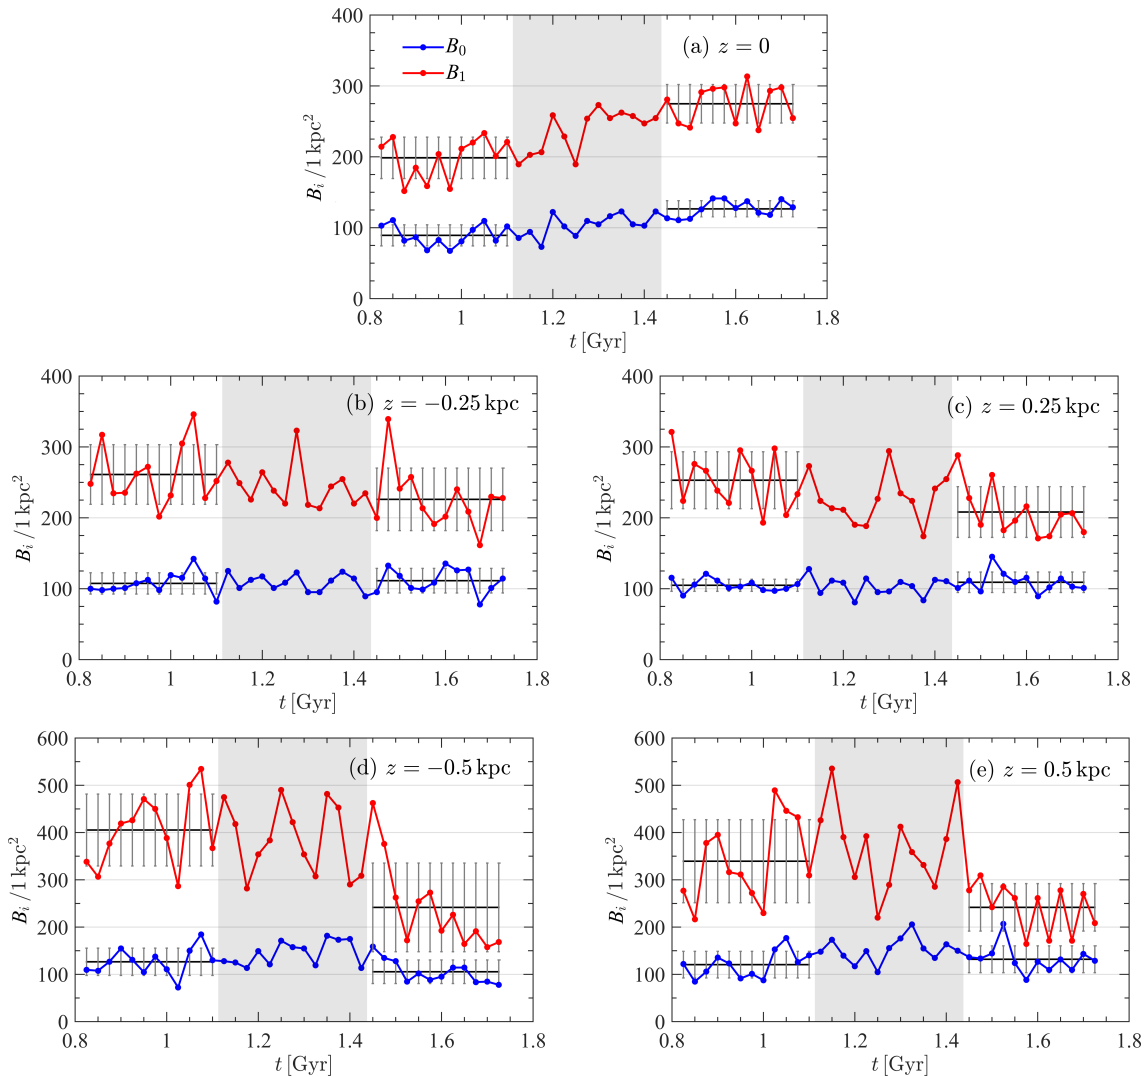 400
300
200
100
0
B_i /1 kpc²
B₀
B₁
(a) z = 0
0.8 1 1.2 1.4 1.6 1.8
t [Gyr]
400
300
200
100
0
B_i /1 kpc²
(b) z = −0.25 kpc
0.8 1 1.2 1.4 1.6 1.8
t [Gyr]
400
300
200
100
0
B_i /1 kpc²
(c) z = 0.25 kpc
0.8 1 1.2 1.4 1.6 1.8
t [Gyr]
600
500
400
300
200
100
0
B_i /1 kpc²
(d) z = −0.5 kpc
0.8 1 1.2 1.4 1.6 1.8
t [Gyr]
600
500
400
300
200
100
0
B_i /1 kpc²
(e) z = 0.5 kpc
0.8 1 1.2 1.4 1.6 1.8
t [Gyr]